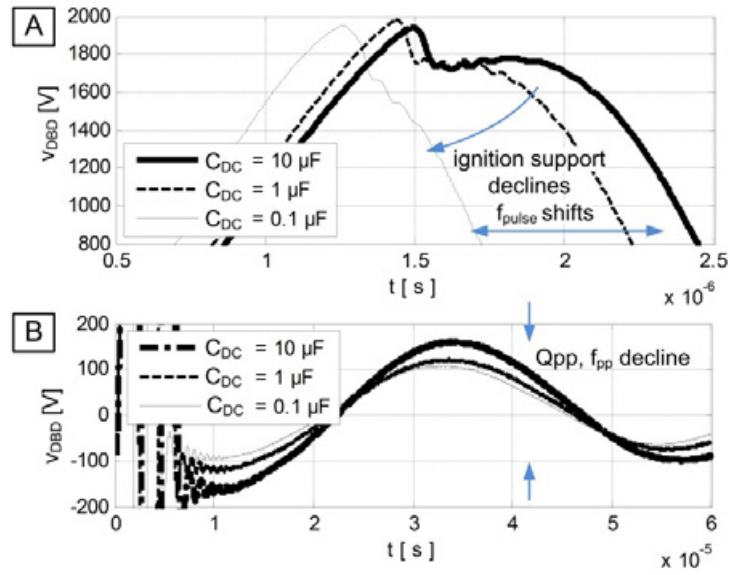 A
2000
1800
1600
1400
1200
1000
800
v_DBD [V]
C_DC = 10 µF
C_DC = 1 µF
C_DC = 0.1 µF
ignition support
declines
f_pulse shifts
0.5
1
1.5
2
2.5
t [ s ]
x 10^-6
B
200
100
0
-100
-200
v_DBD [V]
C_DC = 10 µF
C_DC = 1 µF
C_DC = 0.1 µF
Qpp, f_pp decline
0
1
2
3
4
5
6
t [ s ]
x 10^-5